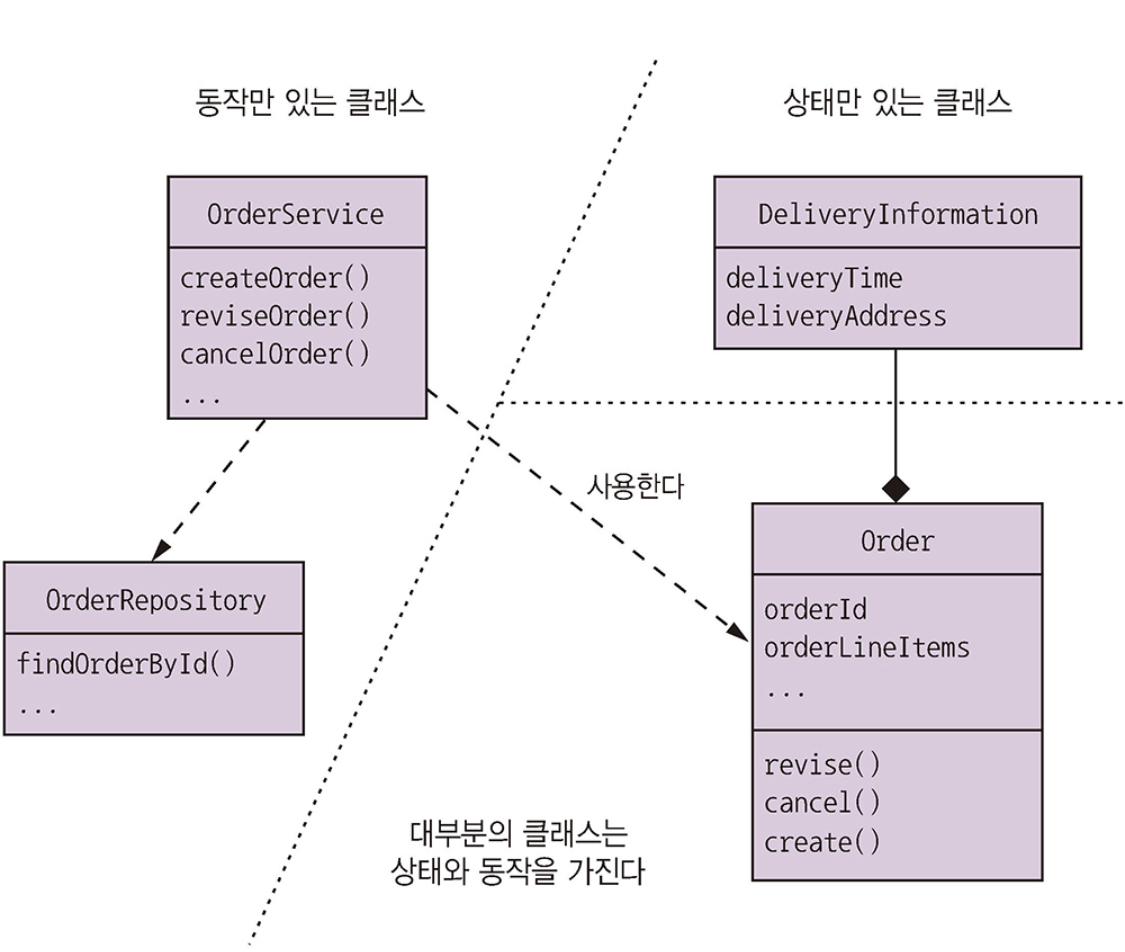 동작만 있는 클래스
상태만 있는 클래스
OrderService
createOrder()
reviseOrder()
cancelOrder()
...
DeliveryInformation
deliveryTime
deliveryAddress
사용한다
OrderRepository
findOrderById()
...
Order
orderId
orderLineItems
...
revise()
cancel()
create()
대부분의 클래스는
상태와 동작을 가진다